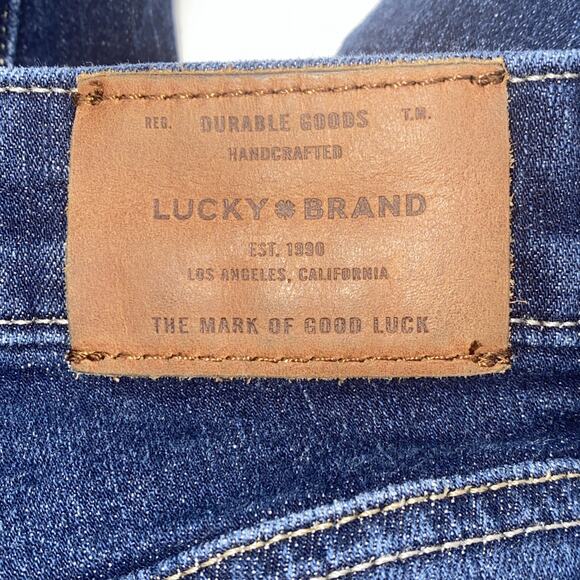 REG. DURABLE GOODS T.M.
HANDCRAFTED
LUCKY BRAND
EST. 1990
LOS ANGELES, CALIFORNIA
THE MARK OF GOOD LUCK